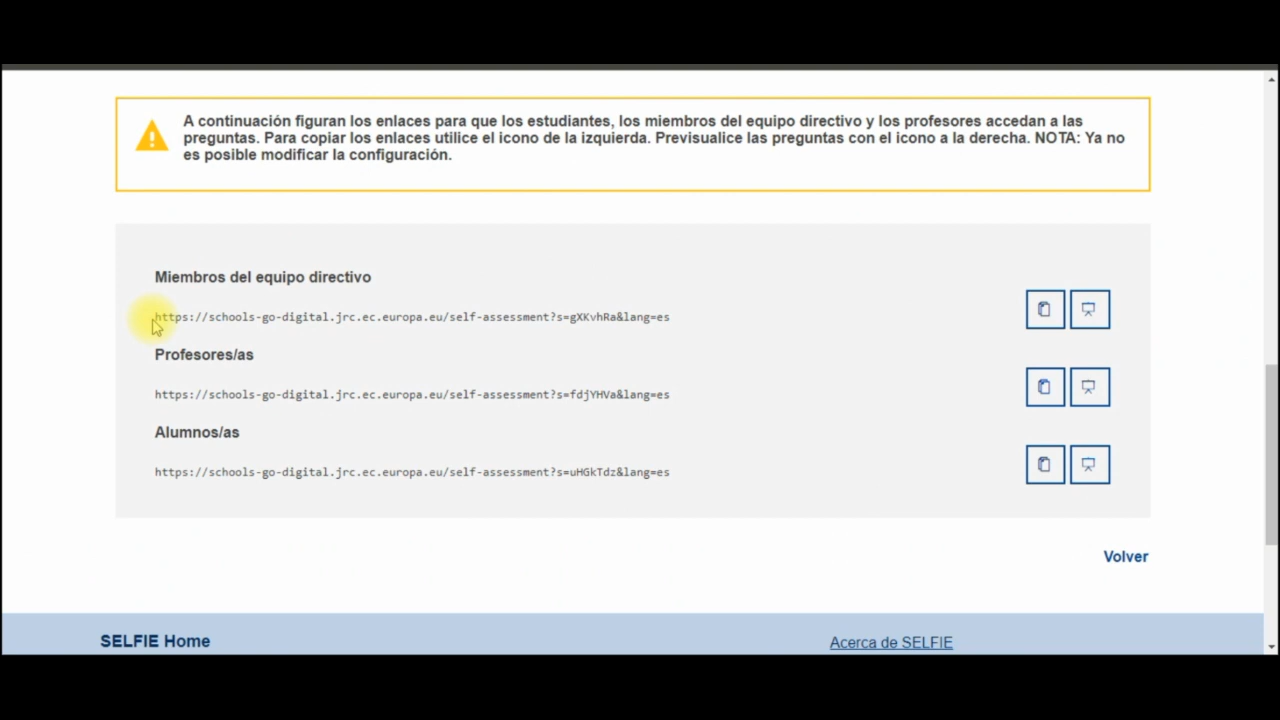 A continuación figuran los enlaces para que los estudiantes, los miembros del equipo directivo y los profesores accedan a las
preguntas. Para copiar los enlaces utilice el icono de la izquierda. Previsualice las preguntas con el icono a la derecha. NOTA: Ya no
es posible modificar la configuración.
Miembros del equipo directivo
https://schools-go-digital.jrc.ec.europa.eu/self-assessment?s=gXKvhRa&lang=es
Profesores/as
https://schools-go-digital.jrc.ec.europa.eu/self-assessment?s=fdjYHVa&lang=es
Alumnos/as
https://schools-go-digital.jrc.ec.europa.eu/self-assessment?s=uHGkTdz&lang=es
Volver
SELFIE Home
Acerca de SELFIE